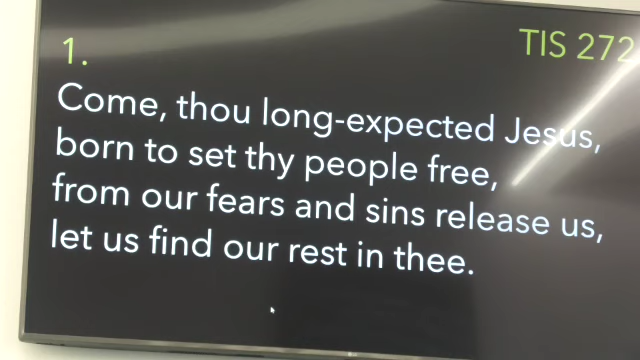 TIS 272
1.
Come, thou long-expected Jesus,
born to set thy people free,
from our fears and sins release us,
let us find our rest in thee.